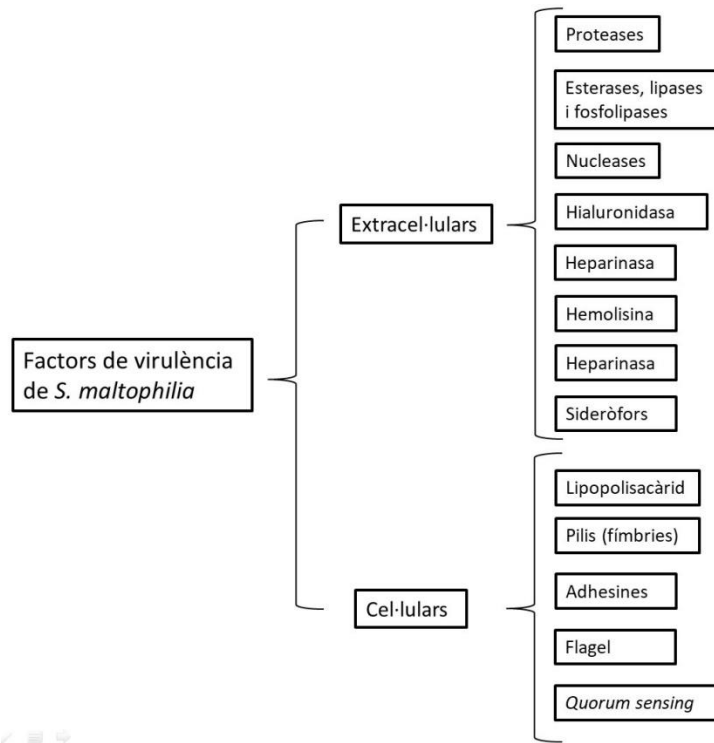 Factors de virulència
de S. maltophilia
Extracel·lulars
Proteases
Esterases, lipases
i fosfolipases
Nucleases
Hialuronidasa
Heparinasa
Hemolisina
Heparinasa
Sideròfors
Cel·lulars
Lipopolisacàrid
Pilis (fímbries)
Adhesines
Flagel
Quorum sensing